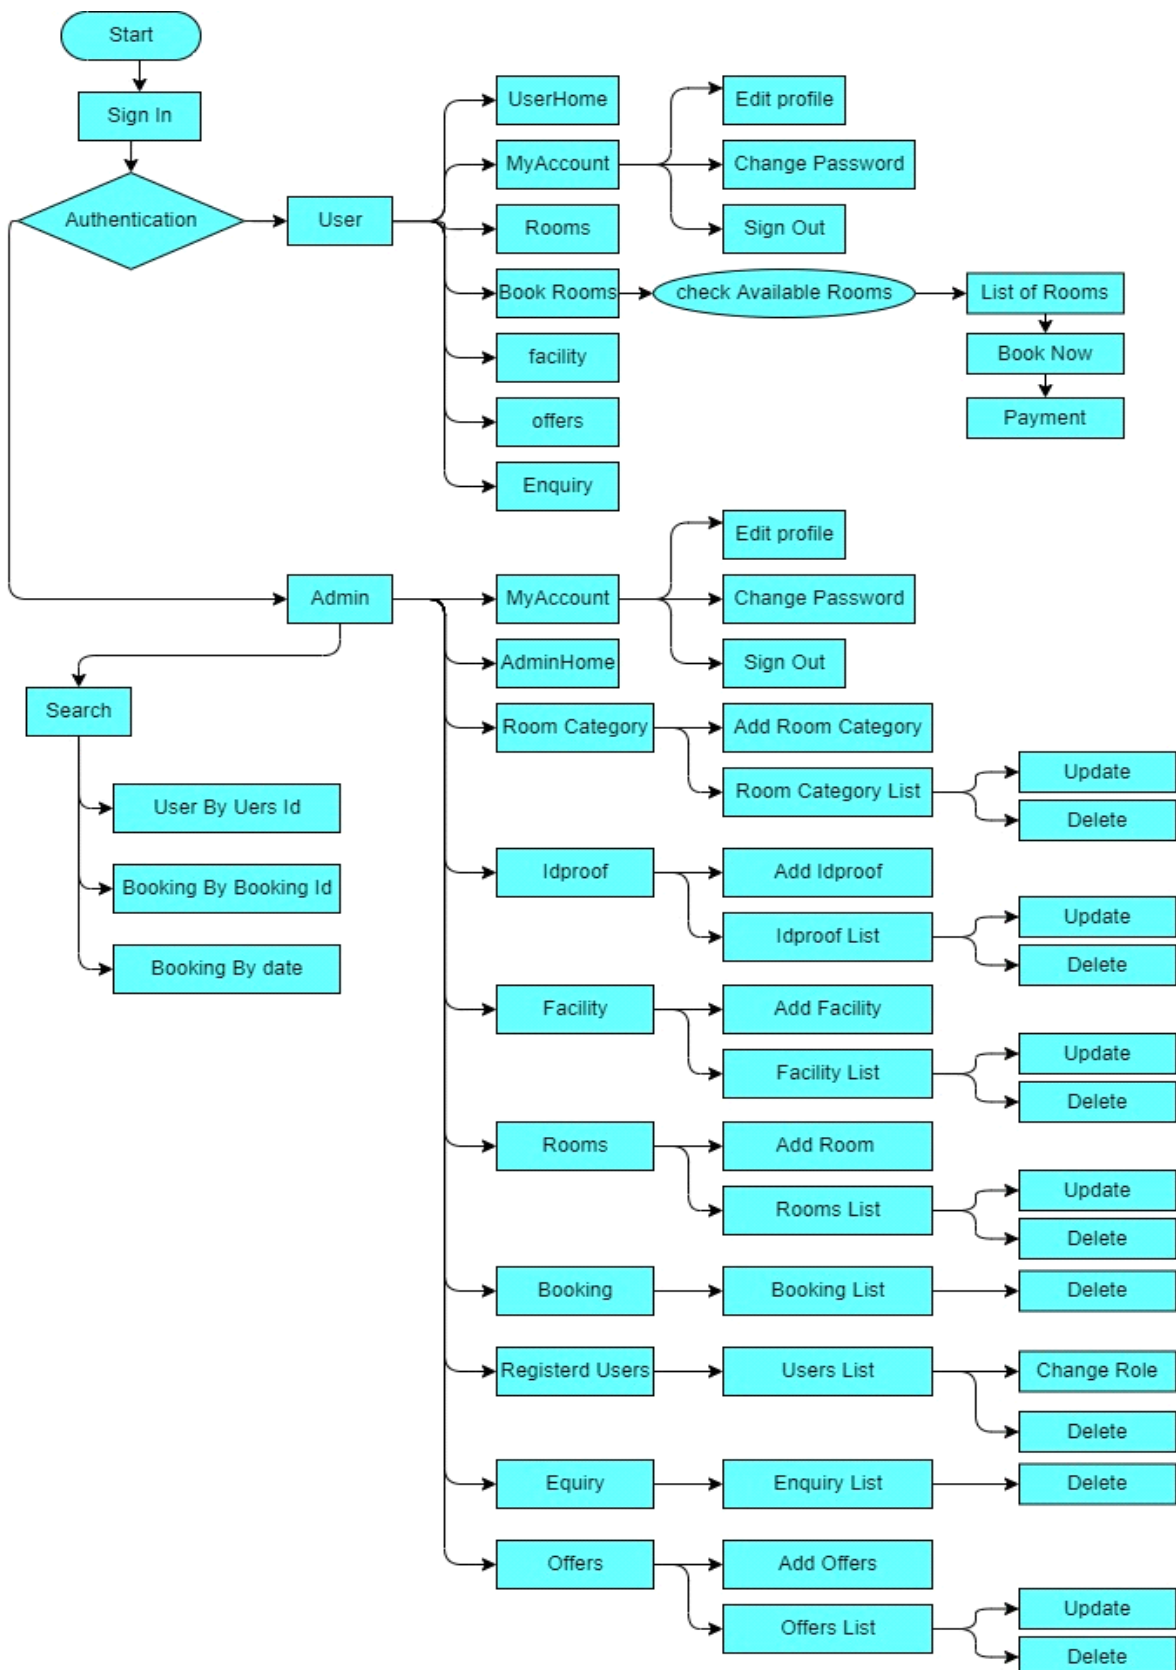 Start
Sign In
Authentication
User
UserHome
MyAccount
Edit profile
Change Password
Sign Out
Rooms
Book Rooms
check Available Rooms
List of Rooms
Book Now
Payment
facility
offers
Enquiry
Admin
Search
User By Uers Id
Booking By Booking Id
Booking By date
MyAccount
Edit profile
Change Password
Sign Out
AdminHome
Room Category
Add Room Category
Room Category List
Update
Delete
Idproof
Add Idproof
Idproof List
Update
Delete
Facility
Add Facility
Facility List
Update
Delete
Rooms
Add Room
Rooms List
Update
Delete
Booking
Booking List
Delete
Registerd Users
Users List
Change Role
Delete
Equiry
Enquiry List
Delete
Offers
Add Offers
Offers List
Update
Delete